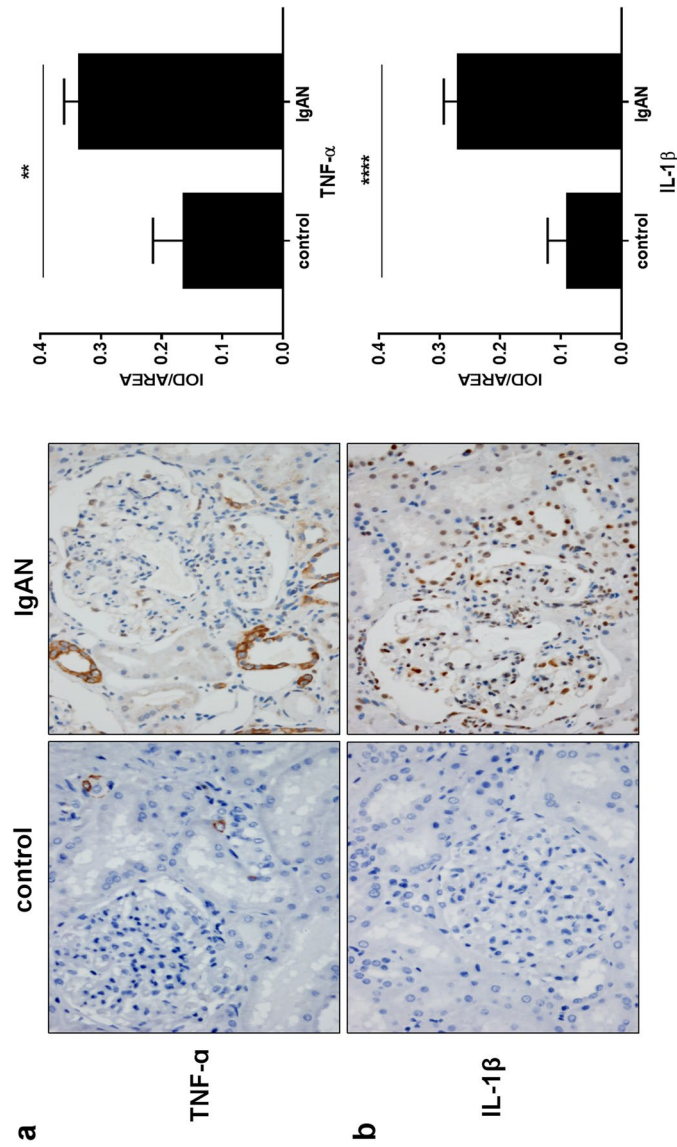 a
control
IgAN
TNF-α
0.4
0.3
0.2
0.1
0.0
IOD/AREA
**
control
IgAN
TNF-α
b
IL-1β
0.4
0.3
0.2
0.1
0.0
IOD/AREA
****
control
IgAN
IL-1β